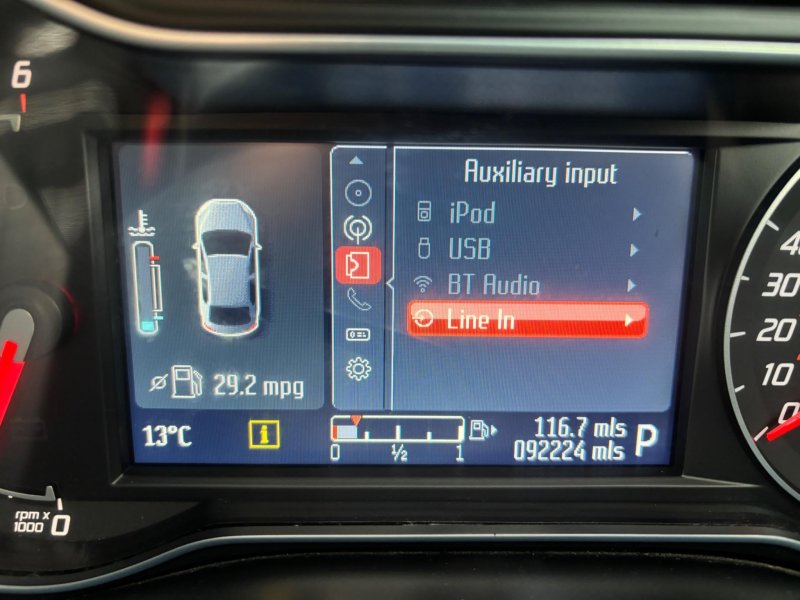 6
Auxiliary input
iPod
USB
BT Audio
Line In
29.2 mpg
13°C
i
0 ½ 1
116.7 mls
092224 mls
P
rpm x
1000
0
40
30
20
10
0